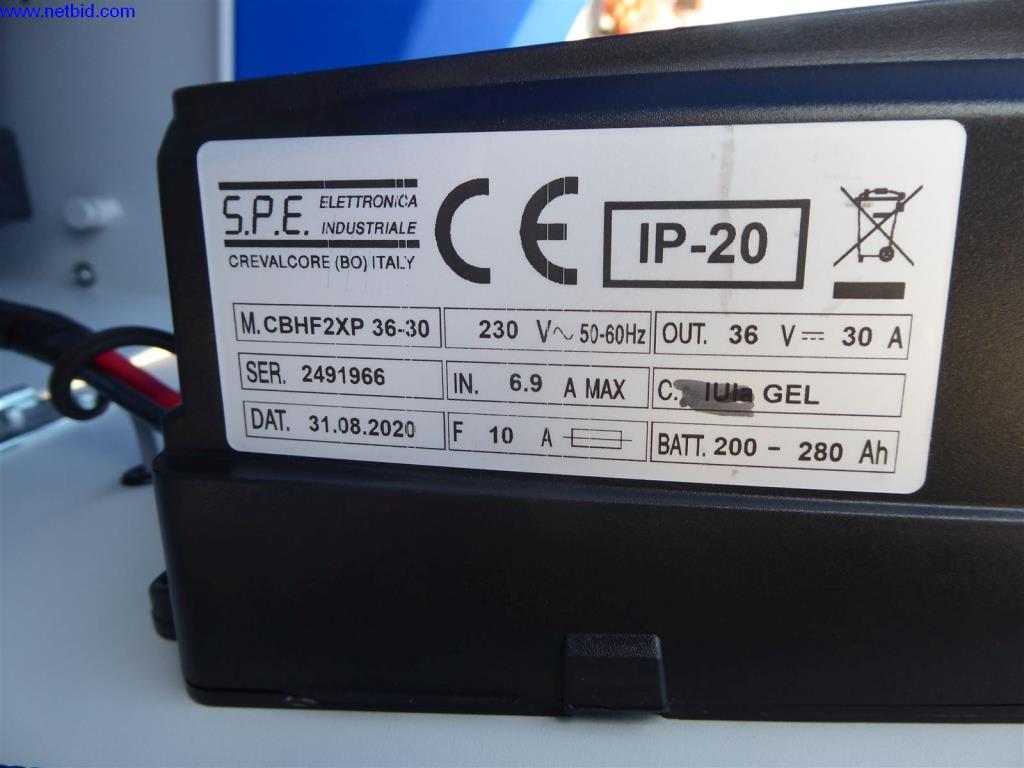 www.netbid.com
S.P.E. ELETTRONICA
INDUSTRIALE
CREVALCORE (BO) ITALY
CE
IP-20
M. CBHF2XP 36-30
230 V~ 50-60Hz
OUT. 36 V⎓ 30 A
SER. 2491966
IN. 6.9 A MAX
C. IUIa GEL
DAT. 31.08.2020
F 10 A
BATT. 200 - 280 Ah